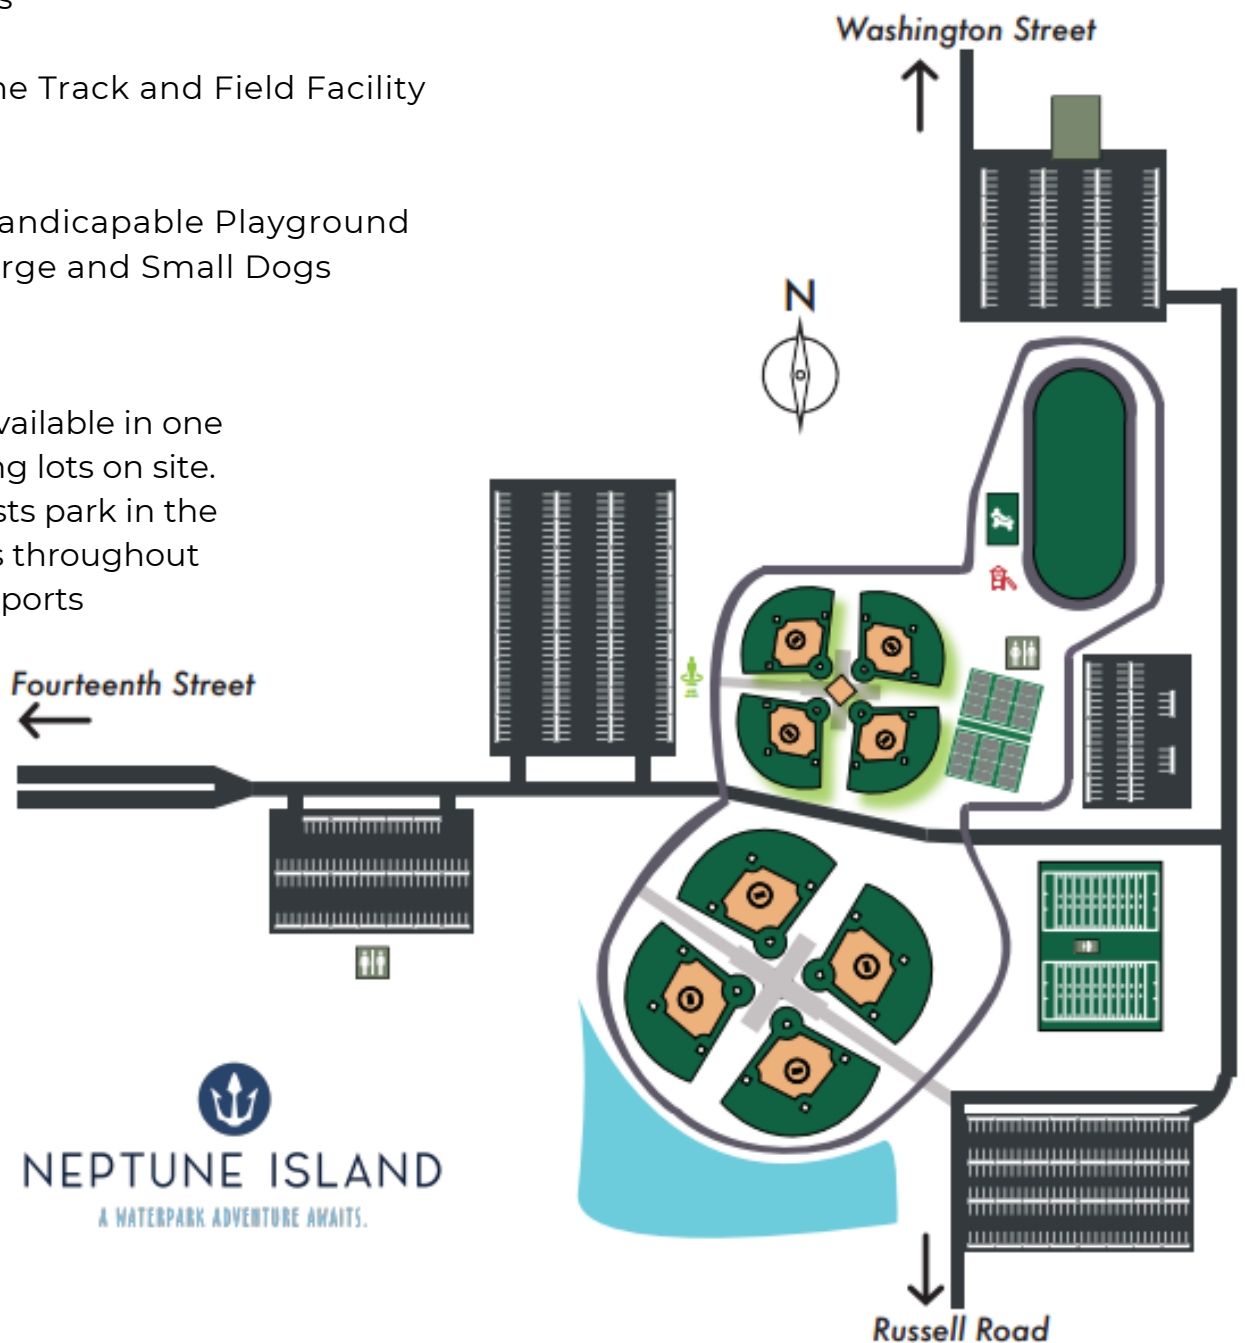 s
ne Track and Field Facility
andicapable Playground
rge and Small Dogs
vailable in one
ng lots on site.
sts park in the
s throughout
ports
Washington Street
N
Fourteenth Street
NEPTUNE ISLAND
A WATERPARK ADVENTURE AWAITS.
Russell Road